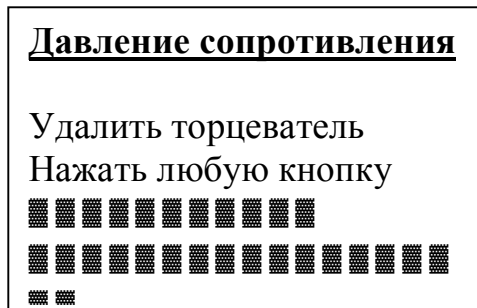 Давление сопротивления
Удалить торцеватель
Нажать любую кнопку